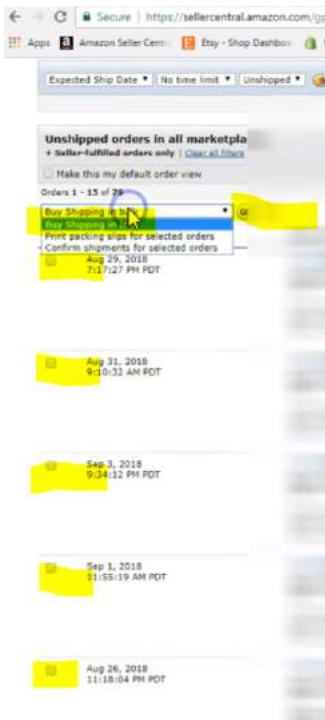 Secure | https://sellercentral.amazon.com/gp
Apps Amazon Seller Centr Etsy - Shop Dashboa
Expected Ship Date No time limit Unshipped
Unshipped orders in all marketpla
+ Seller-fulfilled orders only | Clear all filters
Make this my default order view
Orders 1 - 15 of 79
Buy Shipping in bulk
Buy Shipping in bulk
Print packing slips for selected orders
Confirm shipments for selected orders
Aug 29, 2018
7:17:27 PM PDT
Aug 31, 2018
9:10:32 AM PDT
Sep 3, 2018
9:34:12 PM PDT
Sep 1, 2018
11:55:19 AM PDT
Aug 26, 2018
11:18:04 PM PDT